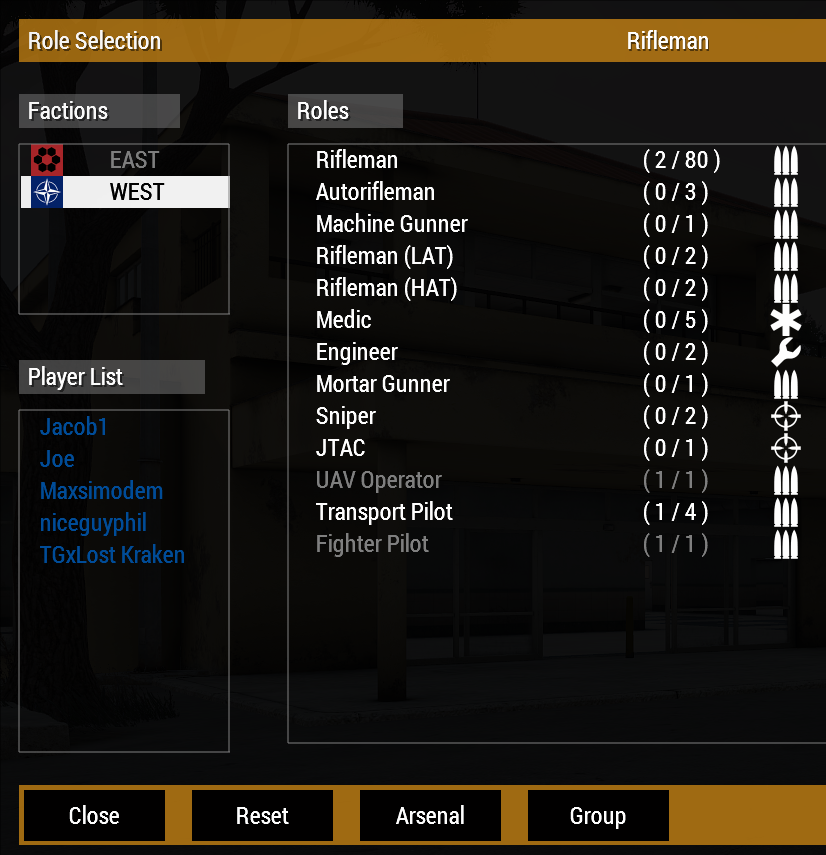 Role Selection Rifleman
Factions
EAST
WEST
Player List
Jacob1
Joe
Maxsimodem
niceguyphil
TGxLost Kraken
Roles
Rifleman ( 2 / 80 )
Autorifleman ( 0 / 3 )
Machine Gunner ( 0 / 1 )
Rifleman (LAT) ( 0 / 2 )
Rifleman (HAT) ( 0 / 2 )
Medic ( 0 / 5 )
Engineer ( 0 / 2 )
Mortar Gunner ( 0 / 1 )
Sniper ( 0 / 2 )
JTAC ( 0 / 1 )
UAV Operator ( 1 / 1 )
Transport Pilot ( 1 / 4 )
Fighter Pilot ( 1 / 1 )
Close Reset Arsenal Group